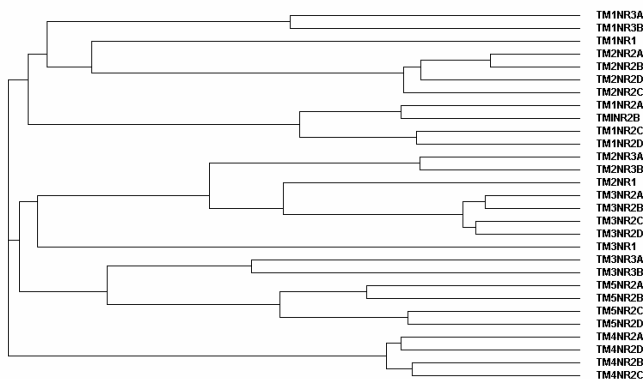 TM1NR3A
TM1NR3B
TM1NR1
TM2NR2A
TM2NR2B
TM2NR2D
TM2NR2C
TM1NR2A
TMINR2B
TM1NR2C
TM1NR2D
TM2NR3A
TM2NR3B
TM2NR1
TM3NR2A
TM3NR2B
TM3NR2C
TM3NR2D
TM3NR1
TM3NR3A
TM3NR3B
TM5NR2A
TM5NR2B
TM5NR2C
TM5NR2D
TM4NR2A
TM4NR2D
TM4NR2B
TM4NR2C